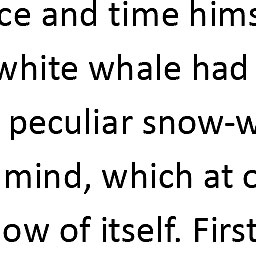 ce and time hims
white whale had
peculiar snow-w
mind, which at o
ow of itself. First